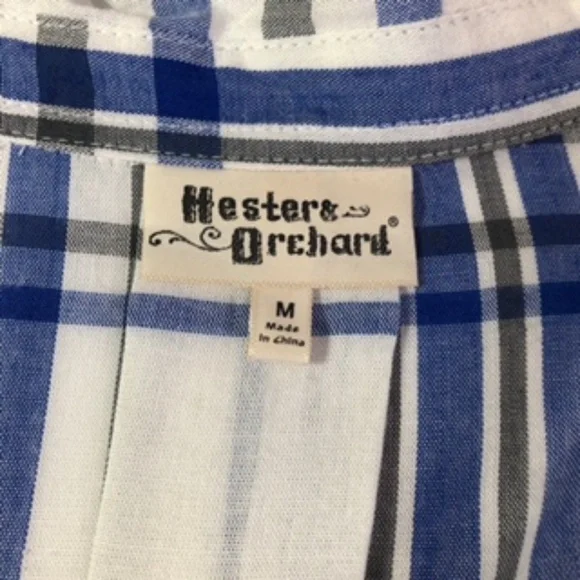 Hester&
Orchard®
M
Made
In China